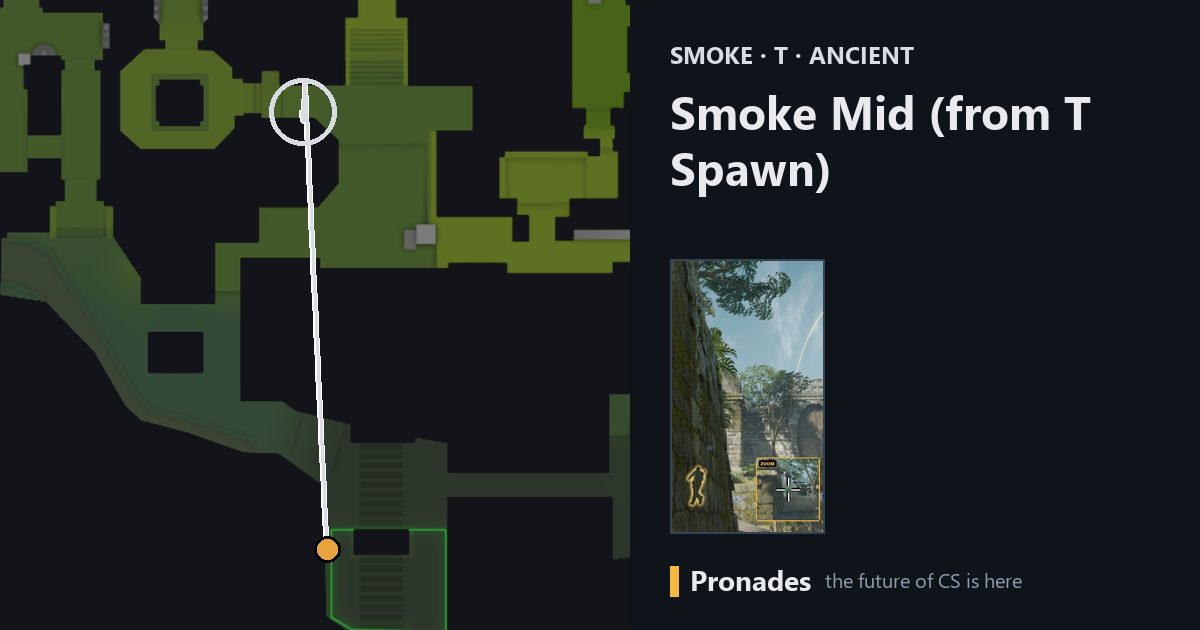 SMOKE · T · ANCIENT
Smoke Mid (from T
Spawn)
ZOOM
Pronades the future of CS is here